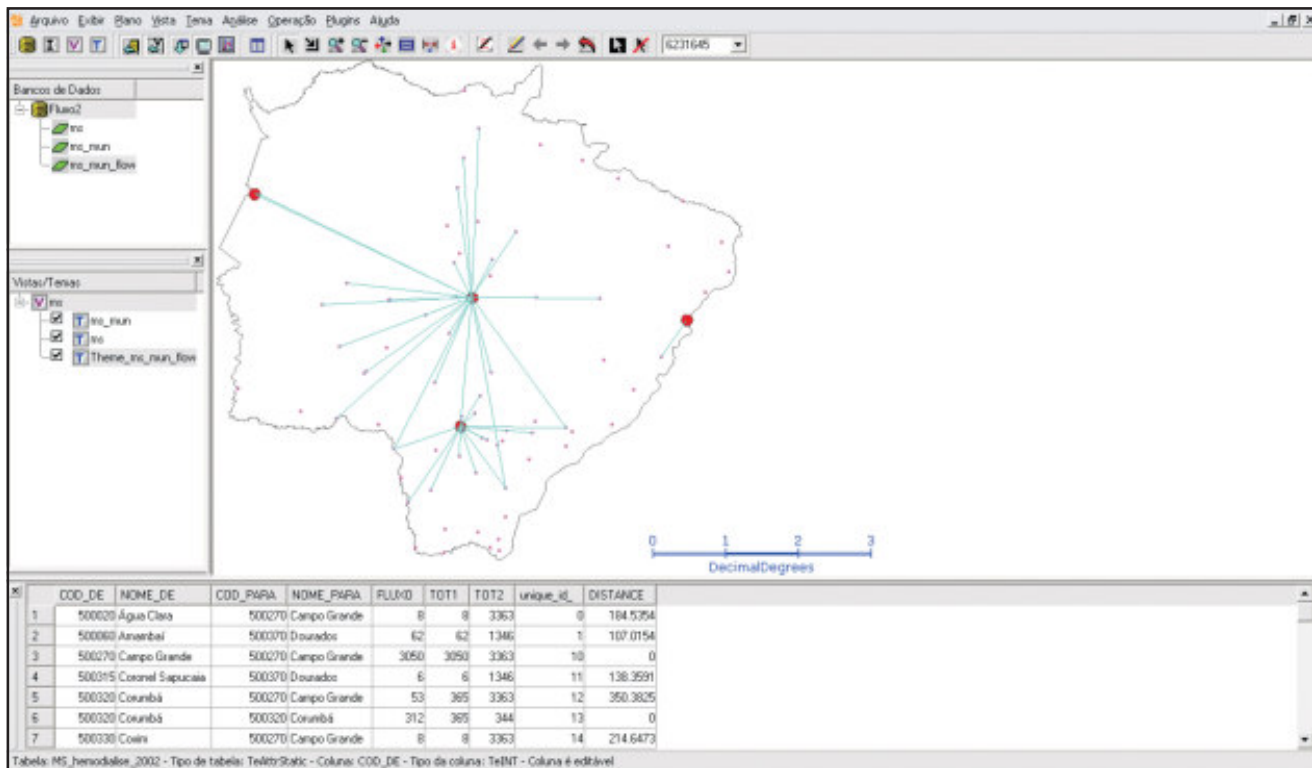 Arquivo Exibir Plano Vista Tema Análise Operação Plugins Ajuda
6231645
Bancos de Dados
Fluxo2
ms
ms_mun
ms_mun_flow
Vistas/Temas
ms
ms_mun
ms
Theme_ms_mun_flow
0 1 2 3
DecimalDegrees
COD_DE NOME_DE COD_PARA NOME_PARA FLUXO TOT1 TOT2 unique_id_ DISTANCE
1 500020 Água Clara 500270 Campo Grande 8 8 3363 0 184.5354
2 500060 Amambaí 500370 Dourados 62 62 1346 1 107.0154
3 500270 Campo Grande 500270 Campo Grande 3050 3050 3363 10 0
4 500315 Coronel Sapucaia 500370 Dourados 6 6 1346 11 138.3591
5 500320 Corumbá 500270 Campo Grande 53 365 3363 12 350.3825
6 500320 Corumbá 500320 Corumbá 312 365 344 13 0
7 500330 Coxim 500270 Campo Grande 8 8 3363 14 214.6473
Tabela: MS_hemodialise_2002 - Tipo de tabela: TeAttrStatic - Coluna: COD_DE - Tipo da coluna: TeINT - Coluna é editável